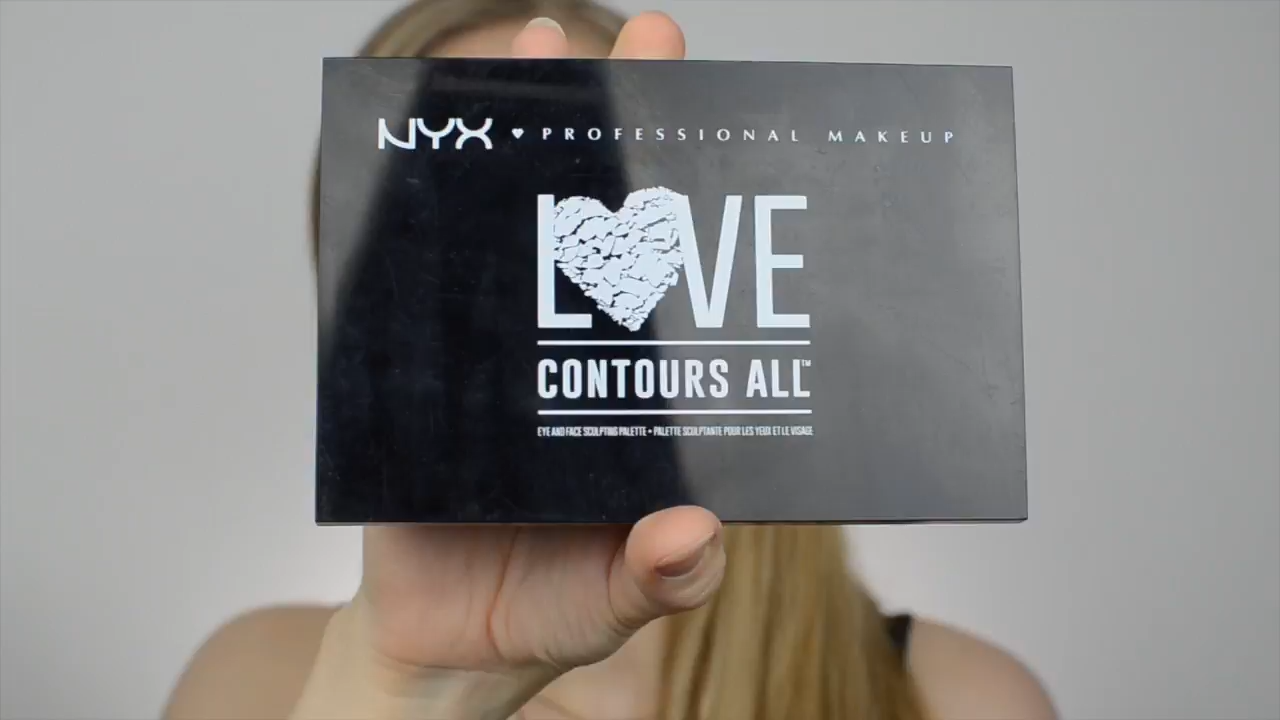 NYX ♥ PROFESSIONAL MAKEUP
LOVE
CONTOURS ALL™
EYE AND FACE SCULPTING PALETTE • PALETTE SCULPTANTE POUR LES YEUX ET LE VISAGE